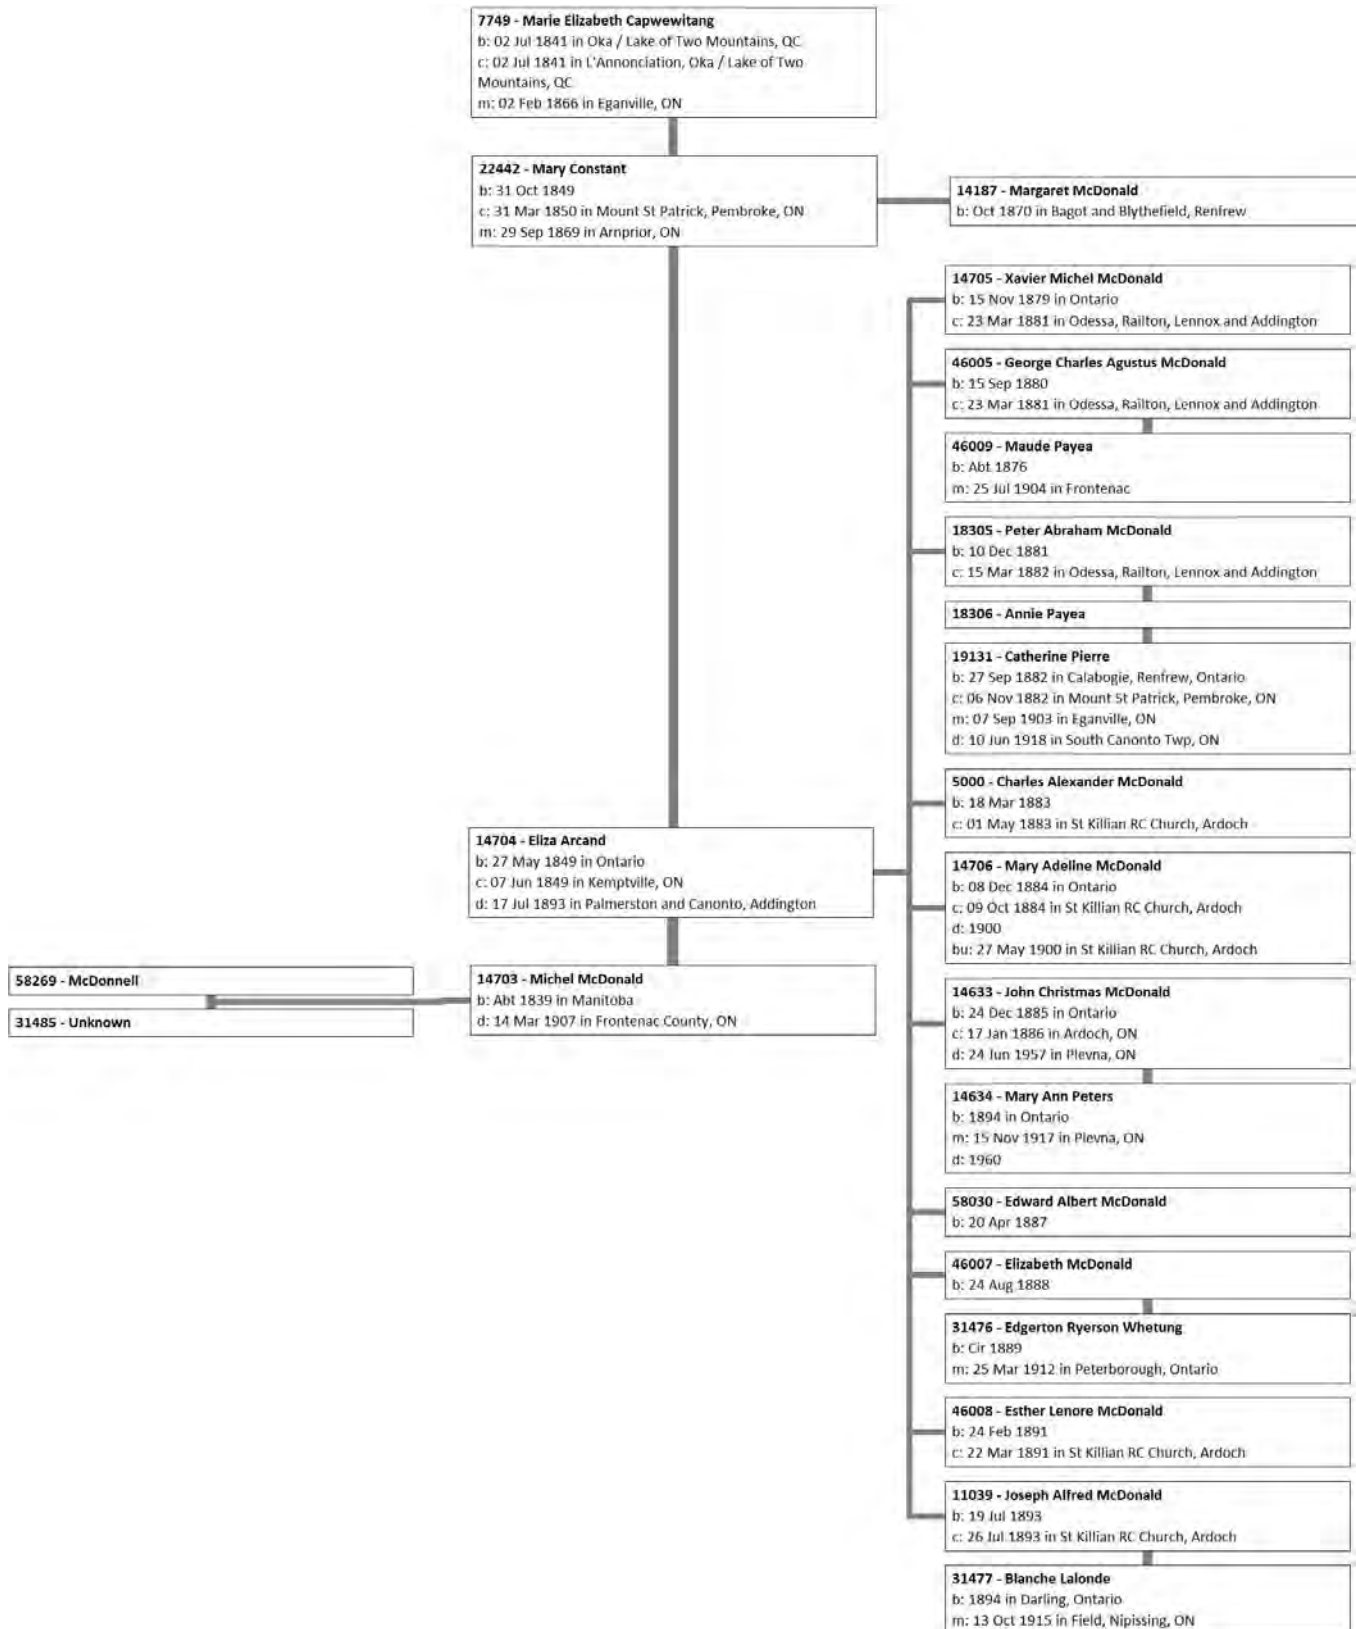 7749 - Marie Elizabeth Capwewitang
b: 02 Jul 1841 in Oka / Lake of Two Mountains, QC
c: 02 Jul 1841 in L'Annonciation, Oka / Lake of Two
Mountains, QC
m: 02 Feb 1866 in Eganville, ON
22442 - Mary Constant
b: 31 Oct 1849
c: 31 Mar 1850 in Mount St Patrick, Pembroke, ON
m: 29 Sep 1869 in Arnprior, ON
14187 - Margaret McDonald
b: Oct 1870 in Bagot and Blythefield, Renfrew
14705 - Xavier Michel McDonald
b: 15 Nov 1879 in Ontario
c: 23 Mar 1881 in Odessa, Railton, Lennox and Addington
46005 - George Charles Agustus McDonald
b: 15 Sep 1880
c: 23 Mar 1881 in Odessa, Railton, Lennox and Addington
46009 - Maude Payea
b: Abt 1876
m: 25 Jul 1904 in Frontenac
18305 - Peter Abraham McDonald
b: 10 Dec 1881
c: 15 Mar 1882 in Odessa, Railton, Lennox and Addington
18306 - Annie Payea
19131 - Catherine Pierre
b: 27 Sep 1882 in Calabogie, Renfrew, Ontario
c: 06 Nov 1882 in Mount St Patrick, Pembroke, ON
m: 07 Sep 1903 in Eganville, ON
d: 10 Jun 1918 in South Canonto Twp, ON
5000 - Charles Alexander McDonald
b: 18 Mar 1883
c: 01 May 1883 in St Killian RC Church, Ardoch
14704 - Eliza Arcand
b: 27 May 1849 in Ontario
c: 07 Jun 1849 in Kemptville, ON
d: 17 Jul 1893 in Palmerston and Canonto, Addington
14706 - Mary Adeline McDonald
b: 08 Dec 1884 in Ontario
c: 09 Oct 1884 in St Killian RC Church, Ardoch
d: 1900
bu: 27 May 1900 in St Killian RC Church, Ardoch
58269 - McDonnell
31485 - Unknown
14703 - Michel McDonald
b: Abt 1839 in Manitoba
d: 14 Mar 1907 in Frontenac County, ON
14633 - John Christmas McDonald
b: 24 Dec 1885 in Ontario
c: 17 Jan 1886 in Ardoch, ON
d: 24 Jun 1957 in Plevna, ON
14634 - Mary Ann Peters
b: 1894 in Ontario
m: 15 Nov 1917 in Plevna, ON
d: 1960
58030 - Edward Albert McDonald
b: 20 Apr 1887
46007 - Elizabeth McDonald
b: 24 Aug 1888
31476 - Edgerton Ryerson Whetung
b: Cir 1889
m: 25 Mar 1912 in Peterborough, Ontario
46008 - Esther Lenore McDonald
b: 24 Feb 1891
c: 22 Mar 1891 in St Killian RC Church, Ardoch
11039 - Joseph Alfred McDonald
b: 19 Jul 1893
c: 26 Jul 1893 in St Killian RC Church, Ardoch
31477 - Blanche Lalonde
b: 1894 in Darling, Ontario
m: 13 Oct 1915 in Field, Nipissing, ON